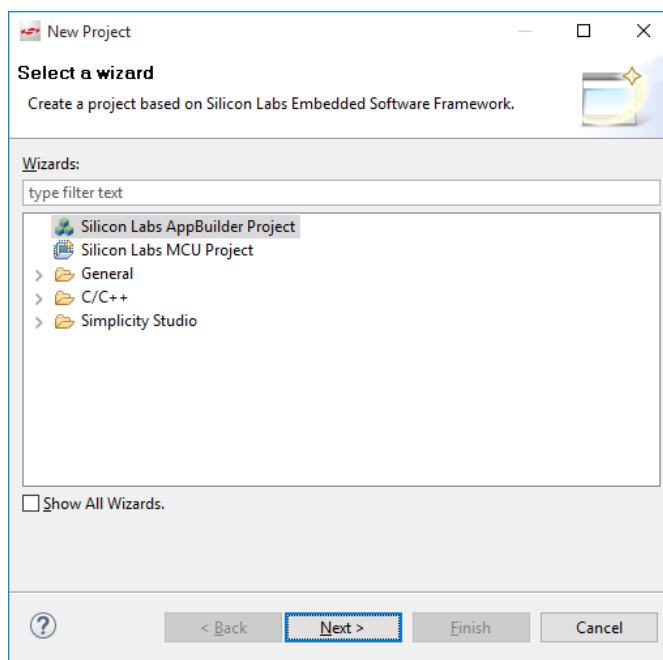 New Project
Select a wizard
Create a project based on Silicon Labs Embedded Software Framework.
Wizards:
type filter text
Silicon Labs AppBuilder Project
Silicon Labs MCU Project
General
C/C++
Simplicity Studio
Show All Wizards.
? < Back Next > Finish Cancel